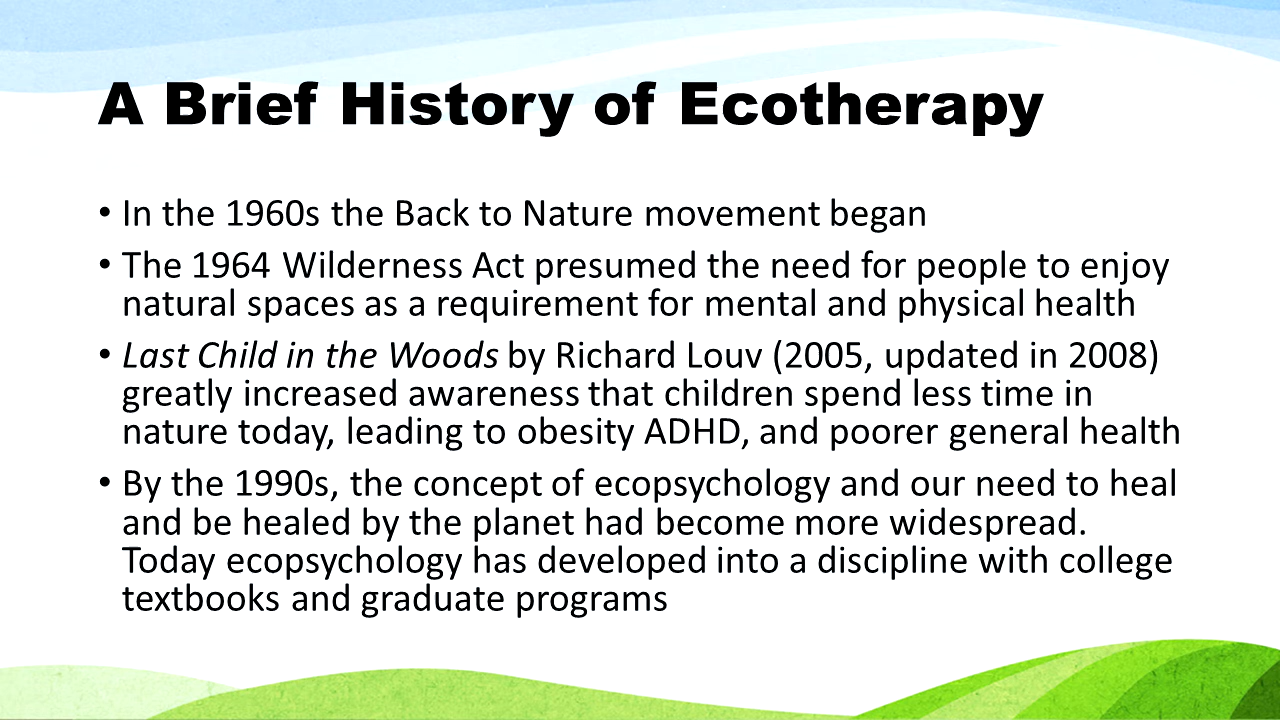 A Brief History of Ecotherapy
• In the 1960s the Back to Nature movement began
• The 1964 Wilderness Act presumed the need for people to enjoy
natural spaces as a requirement for mental and physical health
• Last Child in the Woods by Richard Louv (2005, updated in 2008)
greatly increased awareness that children spend less time in
nature today, leading to obesity ADHD, and poorer general health
• By the 1990s, the concept of ecopsychology and our need to heal
and be healed by the planet had become more widespread.
Today ecopsychology has developed into a discipline with college
textbooks and graduate programs